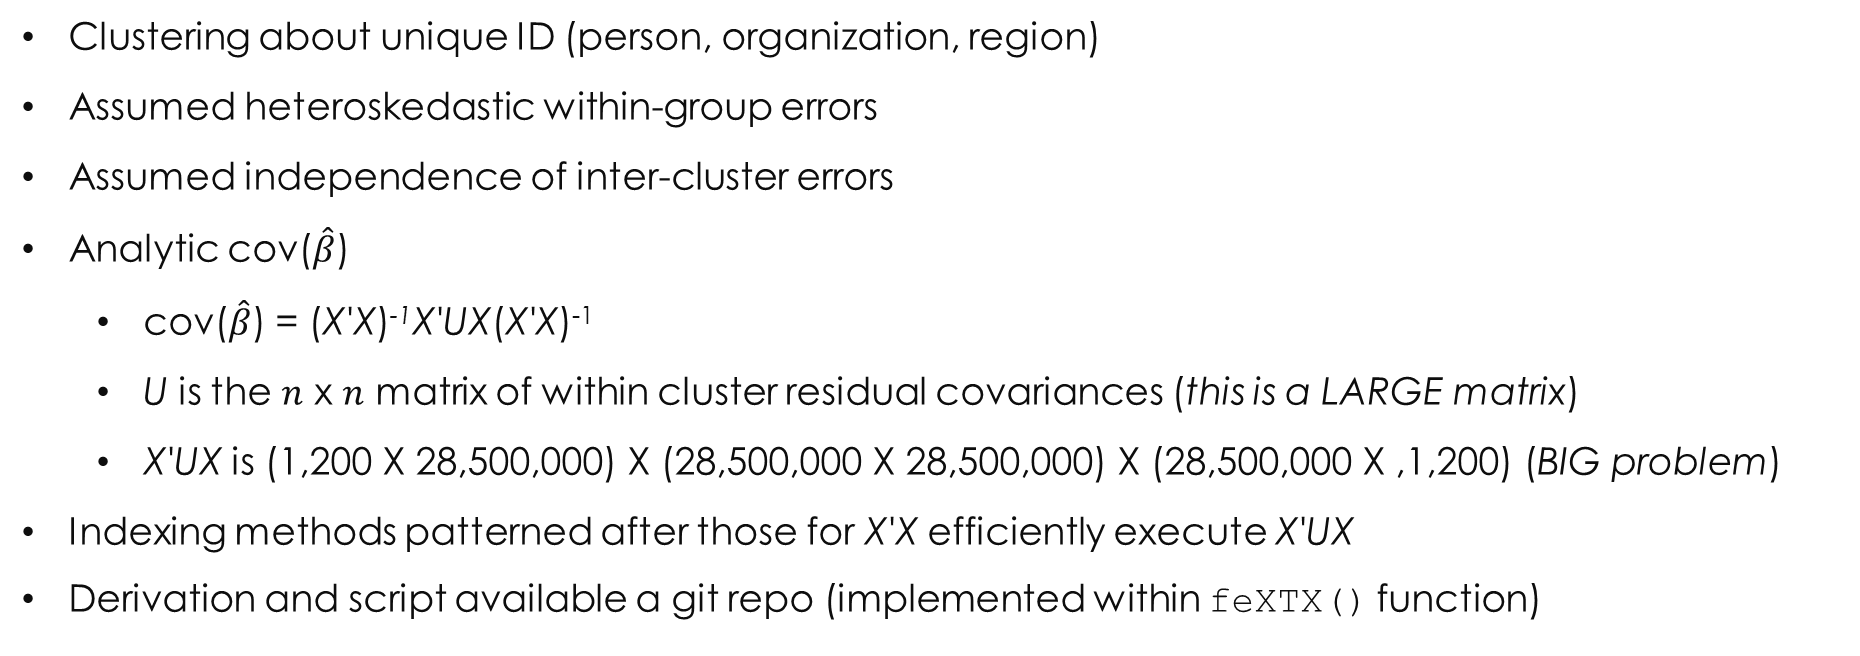 • Clustering about unique ID (person, organization, region)
• Assumed heteroskedastic within-group errors
• Assumed independence of inter-cluster errors
• Analytic cov(β̂)
• cov(β̂) = (X'X)⁻¹X'UX(X'X)⁻¹
• U is the n x n matrix of within cluster residual covariances (this is a LARGE matrix)
• X'UX is (1,200 X 28,500,000) X (28,500,000 X 28,500,000) X (28,500,000 X ,1,200) (BIG problem)
• Indexing methods patterned after those for X'X efficiently execute X'UX
• Derivation and script available a git repo (implemented within feXTX() function)